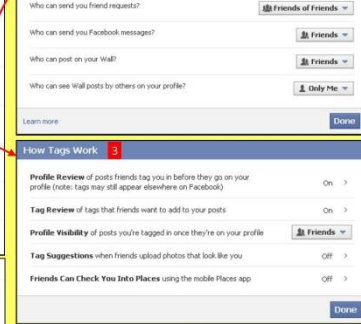 Who can send you friend requests? Friends of Friends
Who can send you Facebook messages? Friends
Who can post on your Wall? Friends
Who can see Wall posts by others on your profile? Only Me
Learn more Done
How Tags Work 3
Profile Review of posts friends tag you in before they go on your
profile (note: tags may still appear elsewhere on Facebook) On >
Tag Review of tags that friends want to add to your posts On >
Profile Visibility of posts you're tagged in once they're on your profile Friends
Tag Suggestions when friends upload photos that look like you Off >
Friends Can Check You Into Places using the mobile Places app Off >
Done